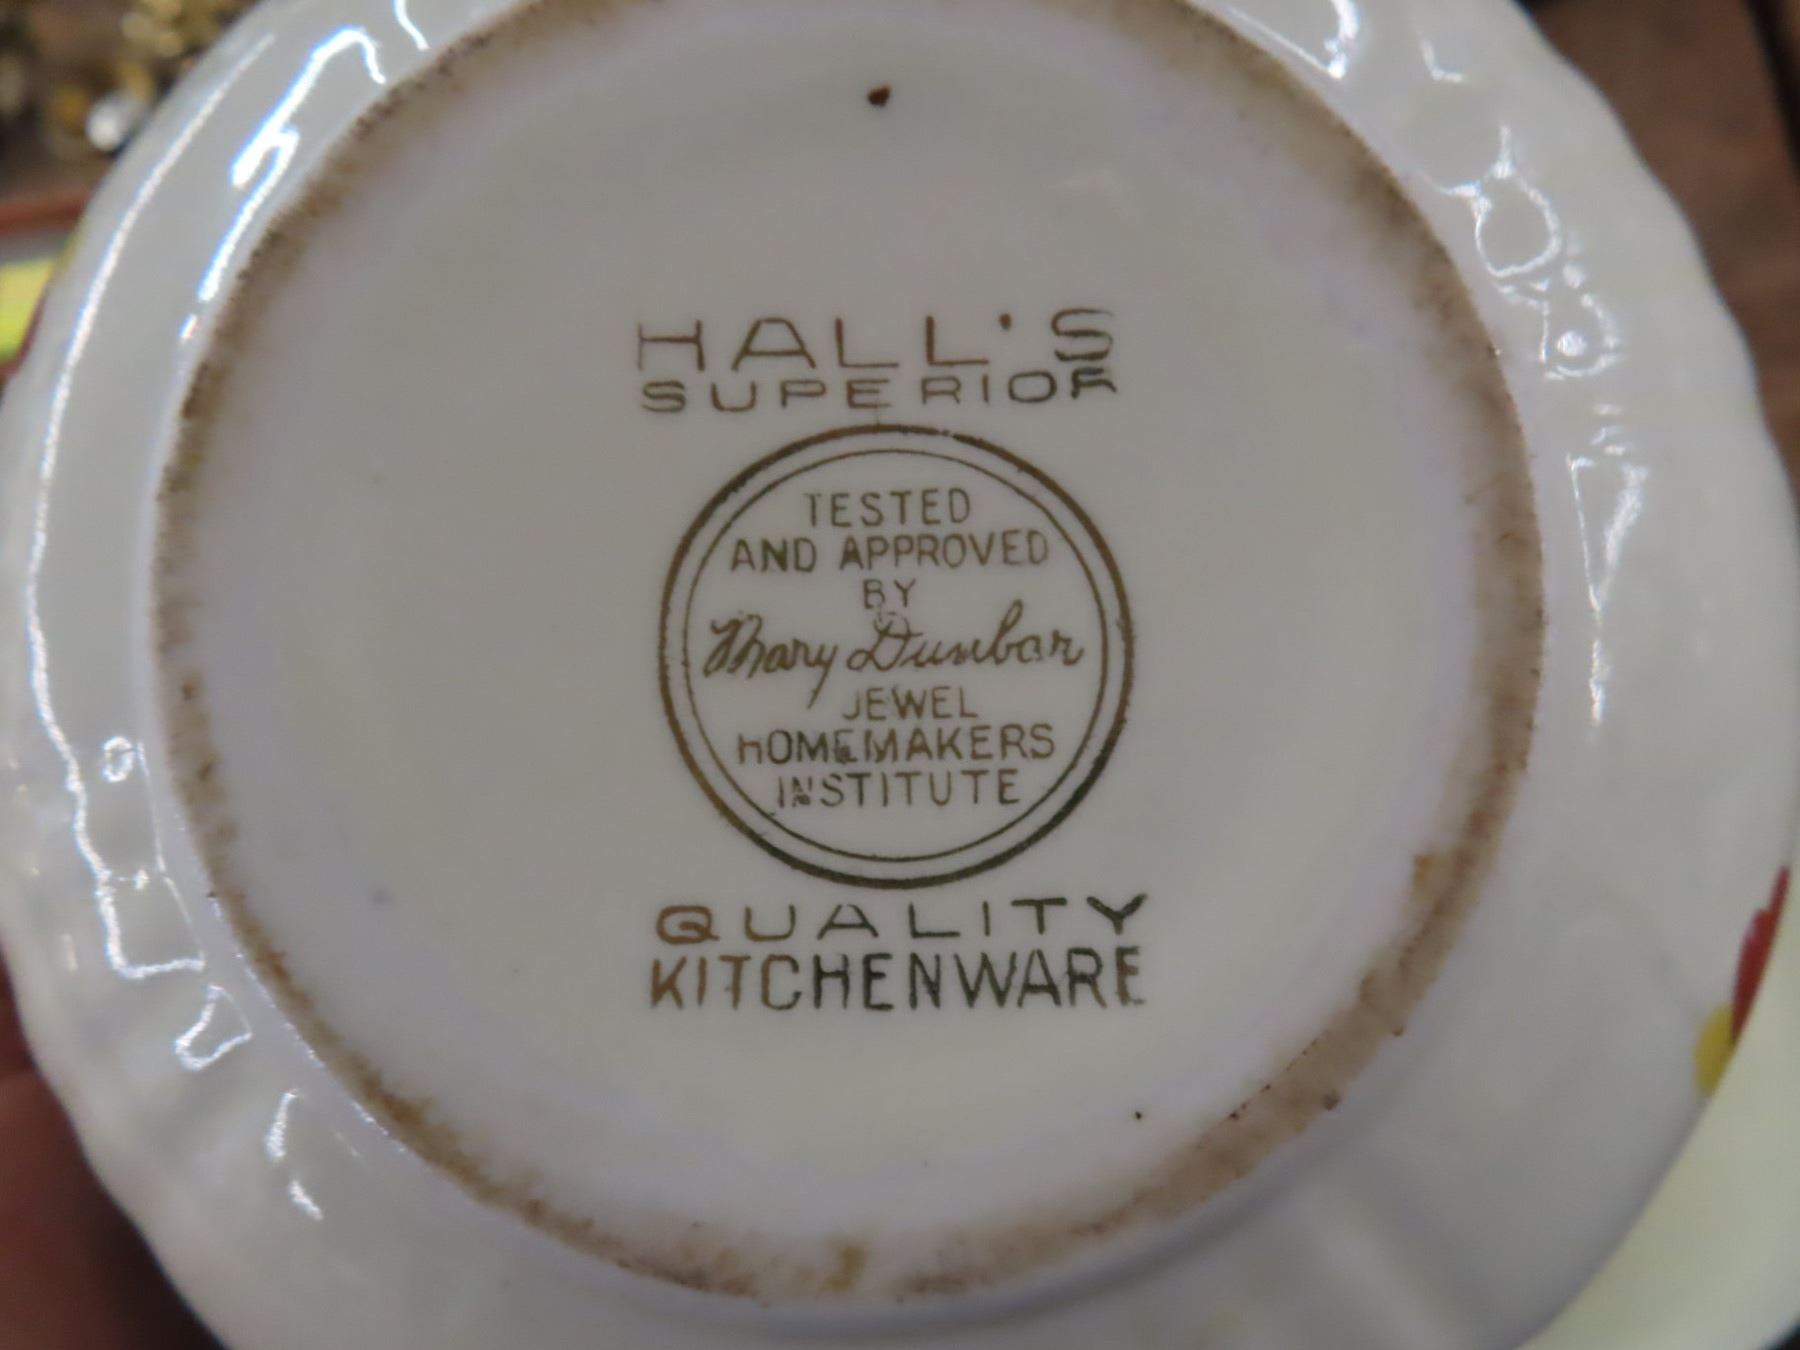 HALL'S
SUPERIOR
TESTED
AND APPROVED
BY
Mary Dunbar
JEWEL
HOMEMAKERS
INSTITUTE
QUALITY
KITCHENWARE